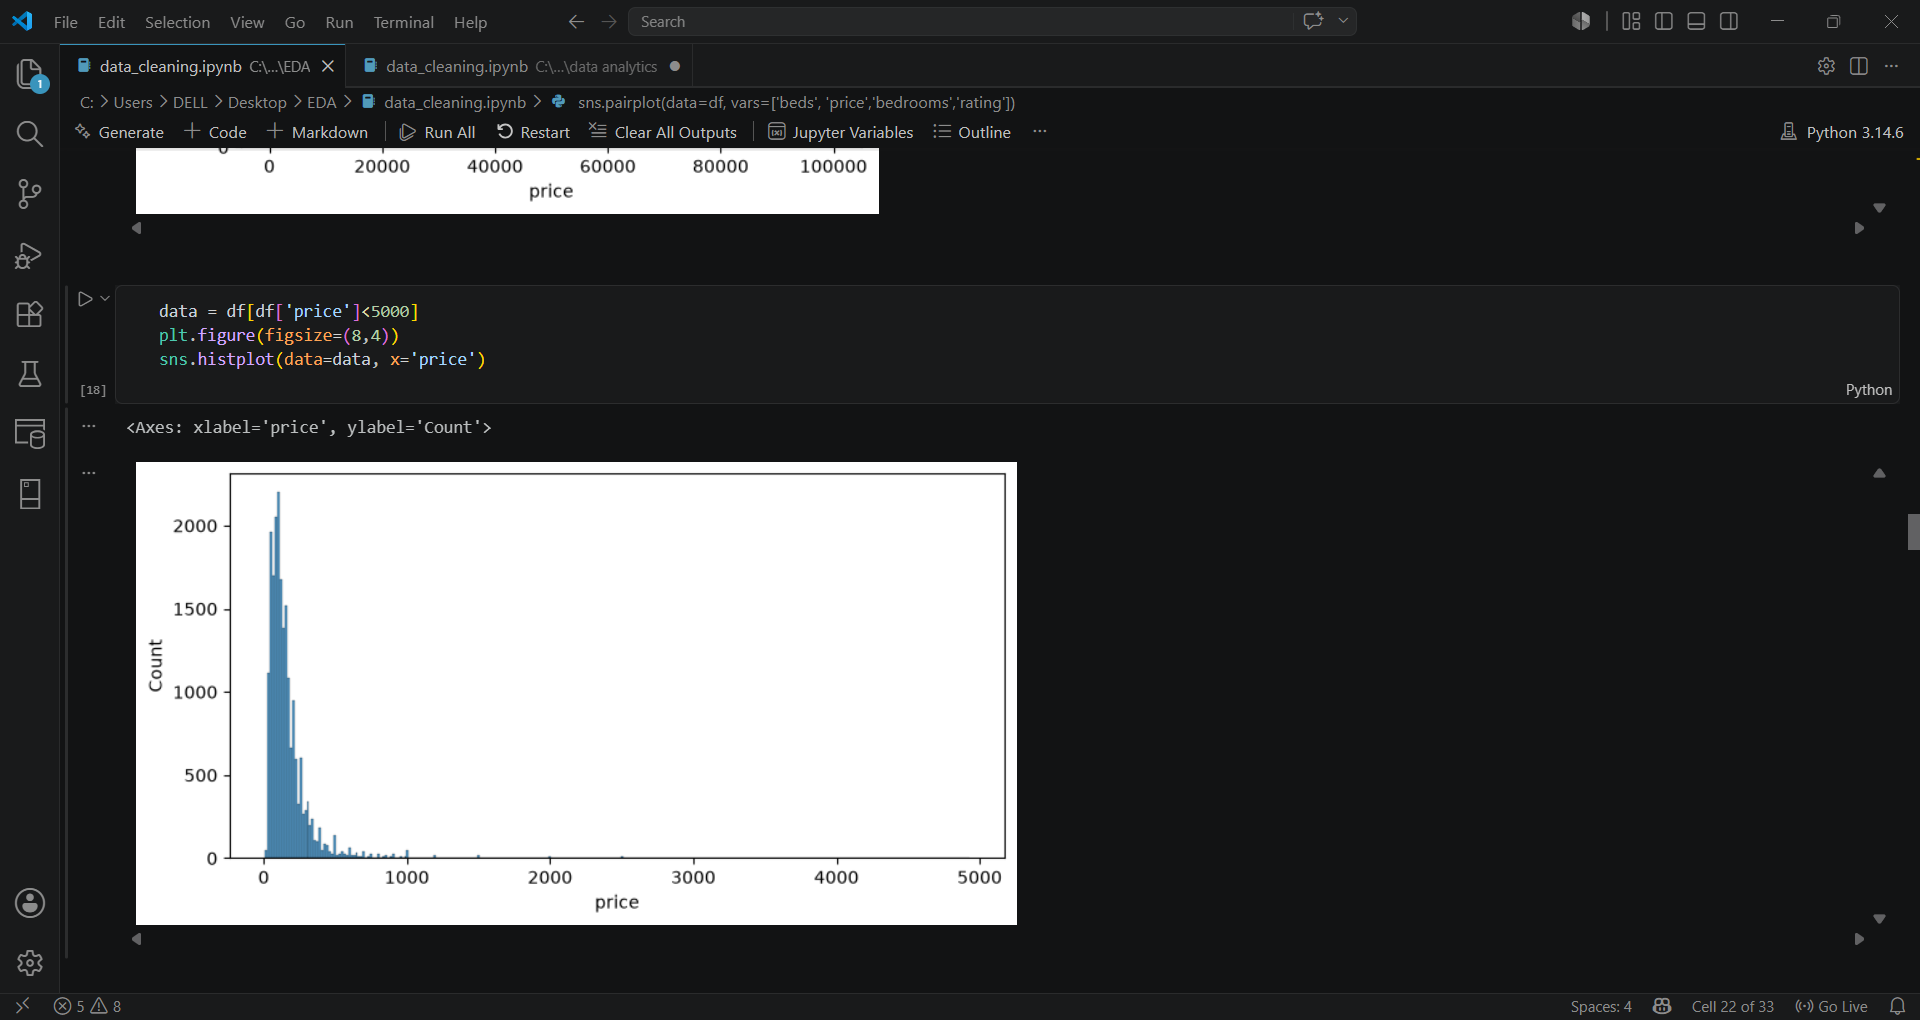 File Edit Selection View Go Run Terminal Help
Search
1
data_cleaning.ipynb C:\...\EDA
data_cleaning.ipynb C:\...\data analytics
C: > Users > DELL > Desktop > EDA > data_cleaning.ipynb > sns.pairplot(data=df, vars=['beds', 'price','bedrooms','rating'])
Generate + Code + Markdown | Run All Restart Clear All Outputs | Jupyter Variables Outline ...
Python 3.14.6
0 20000 40000 60000 80000 100000
price
data = df[df['price']<5000]
plt.figure(figsize=(8,4))
sns.histplot(data=data, x='price')
[18]
Python
<Axes: xlabel='price', ylabel='Count'>
2000
1500
1000
500
0
Count
0 1000 2000 3000 4000 5000
price
5 8
Spaces: 4
Cell 22 of 33
Go Live